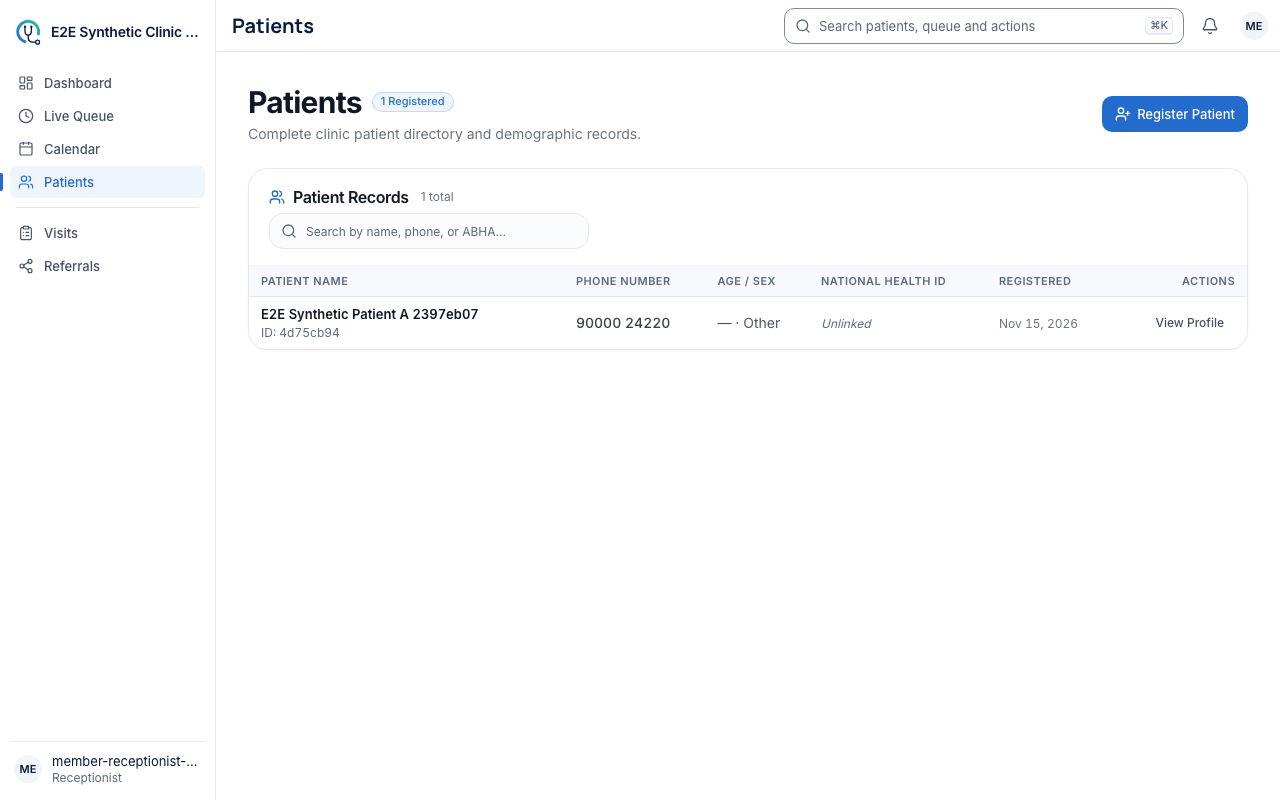 E2E Synthetic Clinic ...
Dashboard
Live Queue
Calendar
Patients
Visits
Referrals
ME
member-receptionist-...
Receptionist
Patients
Search patients, queue and actions
⌘K
ME
Patients
1 Registered
Complete clinic patient directory and demographic records.
Register Patient
Patient Records
1 total
Search by name, phone, or ABHA...
PATIENT NAME PHONE NUMBER AGE / SEX NATIONAL HEALTH ID REGISTERED ACTIONS
E2E Synthetic Patient A 2397eb07
ID: 4d75cb94
90000 24220 — · Other Unlinked Nov 15, 2026 View Profile